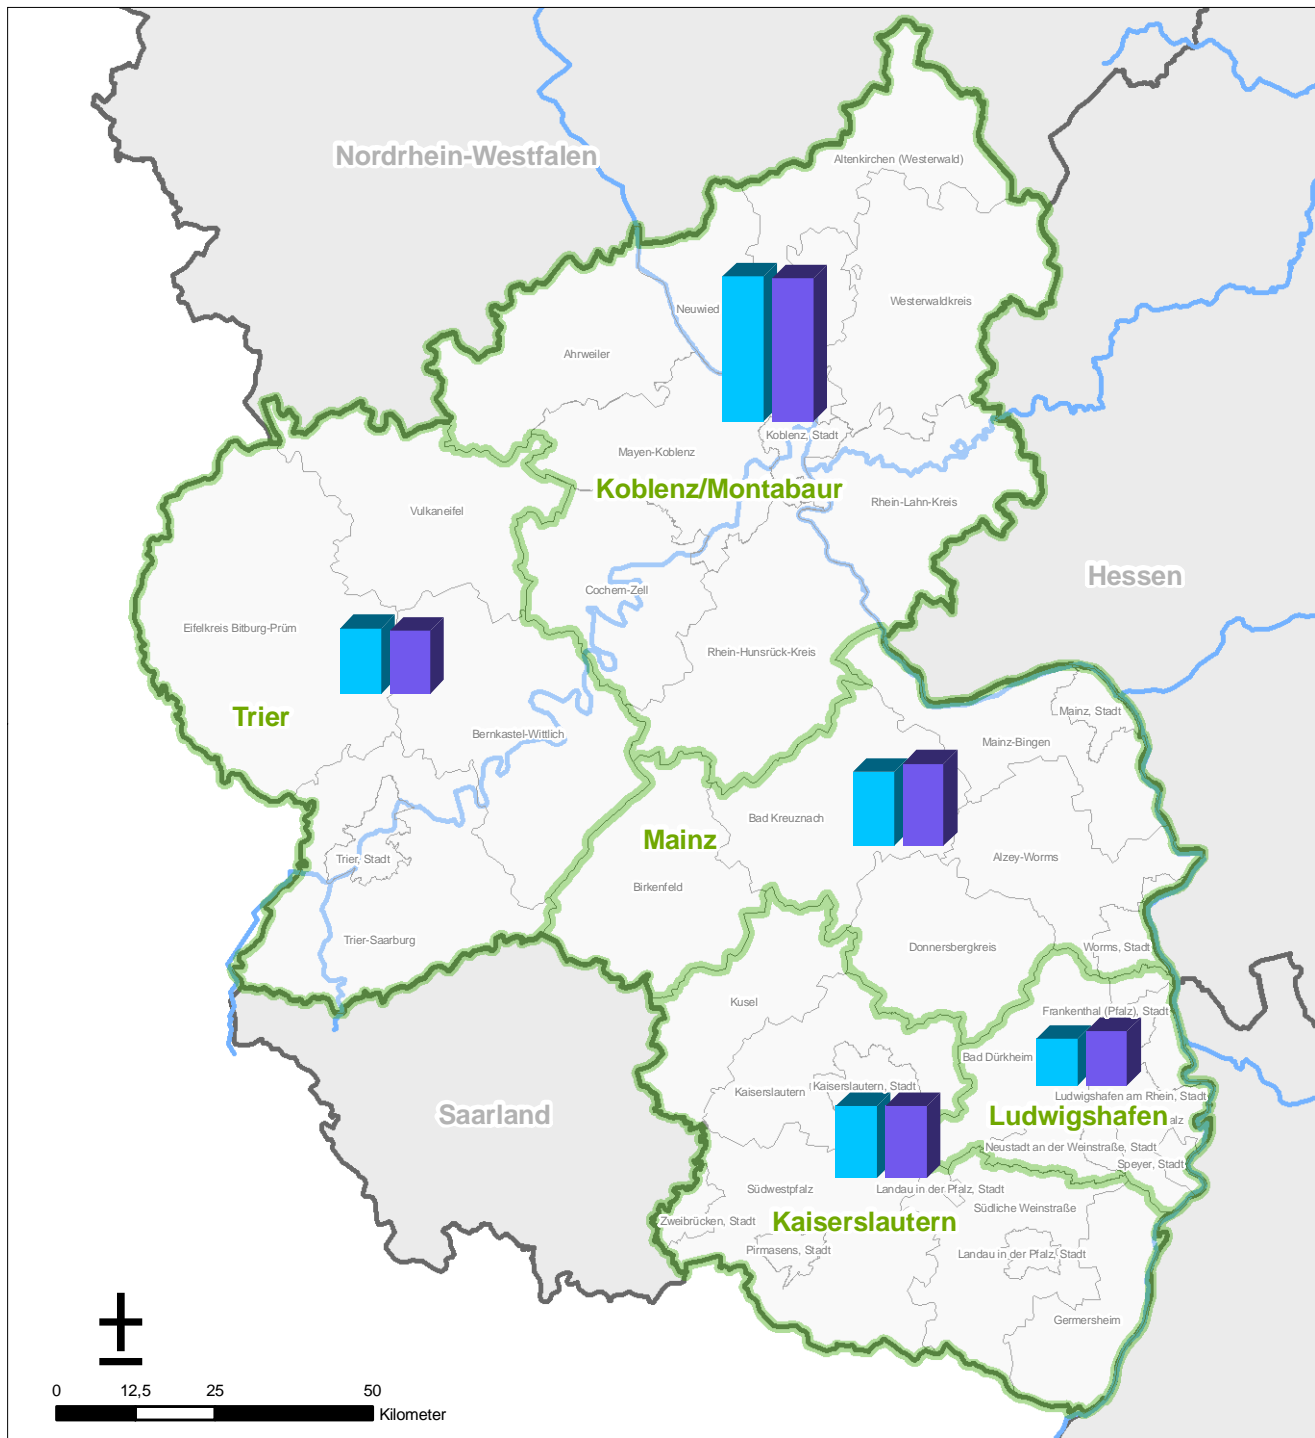 Nordrhein-Westfalen
Altenkirchen (Westerwald)
Neuwied
Westerwaldkreis
Ahrweiler
Koblenz, Stadt
Mayen-Koblenz
Koblenz/Montabaur
Rhein-Lahn-Kreis
Vulkaneifel
Hessen
Cochem-Zell
Eifelkreis Bitburg-Prüm
Rhein-Hunsrück-Kreis
Trier
Mainz, Stadt
Bernkastel-Wittlich
Mainz-Bingen
Bad Kreuznach
Mainz
Trier, Stadt
Alzey-Worms
Birkenfeld
Trier-Saarburg
Donnersbergkreis
Worms, Stadt
Kusel
Frankenthal (Pfalz), Stadt
Bad Dürkheim
Kaiserslautern
Kaiserslautern, Stadt
Ludwigshafen am Rhein, Stadt
Saarland
Ludwigshafen
alz
Neustadt an der Weinstraße, Stadt
Speyer, Stadt
Südwestpfalz
Landau in der Pfalz, Stadt
Südliche Weinstraße
Zweibrücken, Stadt
Kaiserslautern
Pirmasens, Stadt
Landau in der Pfalz, Stadt
Germersheim
0 12,5 25 50
Kilometer